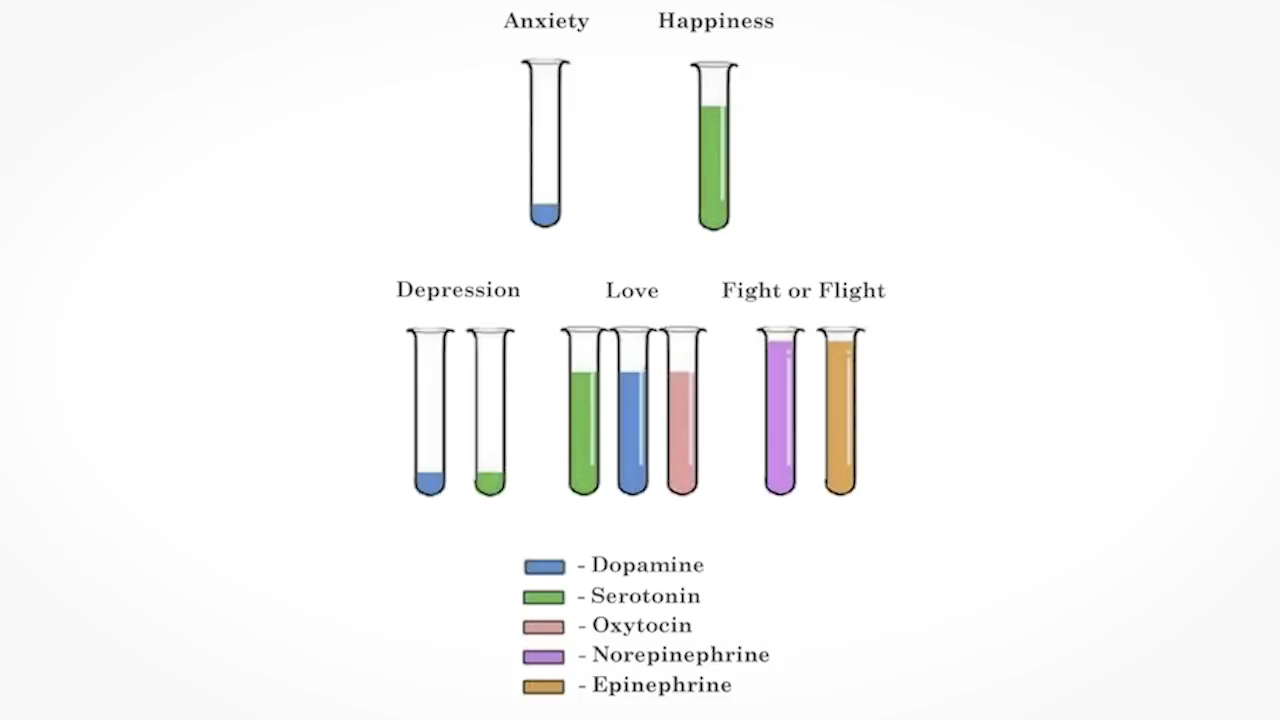 Anxiety Happiness
Depression Love Fight or Flight
- Dopamine
- Serotonin
- Oxytocin
- Norepinephrine
- Epinephrine